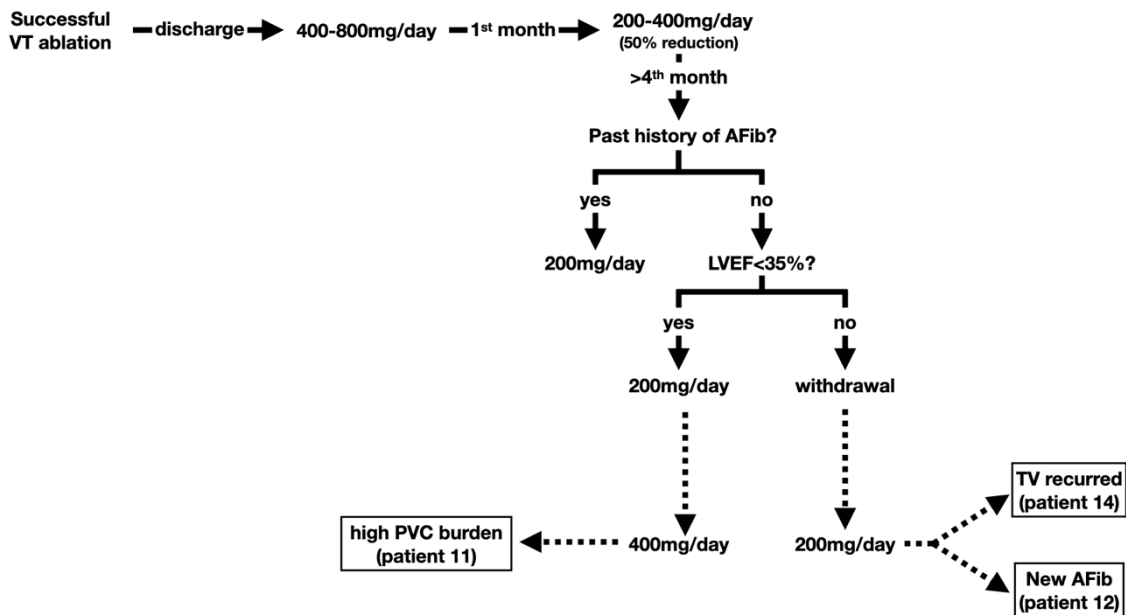 Successful
VT ablation
discharge
400-800mg/day
1st month
200-400mg/day
(50% reduction)
>4th month
Past history of AFib?
yes
no
200mg/day
LVEF<35%?
yes
no
200mg/day
withdrawal
TV recurred
(patient 14)
high PVC burden
(patient 11)
400mg/day
200mg/day
New AFib
(patient 12)